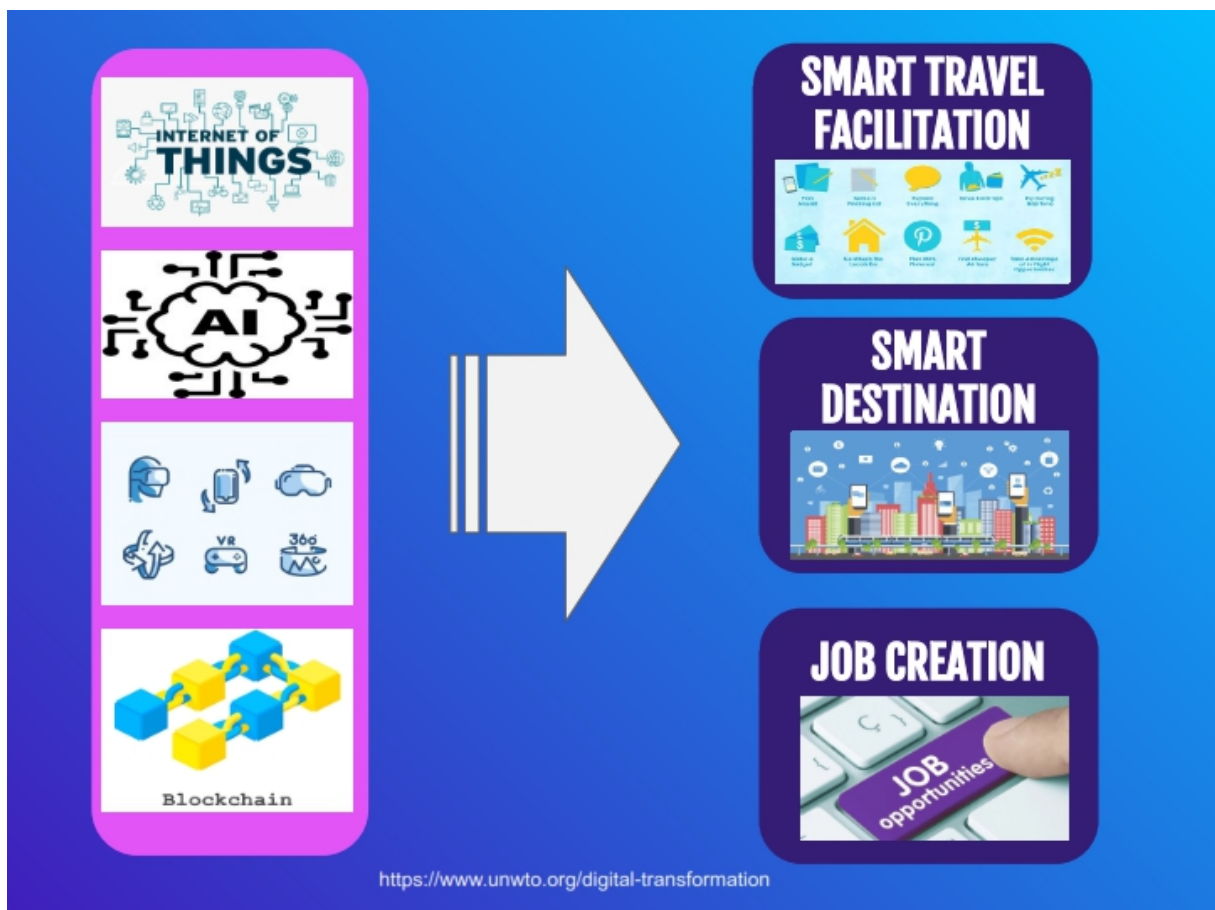 INTERNET OF
THINGS
AI
VR
360
Blockchain
SMART TRAVEL
FACILITATION
$
SMART
DESTINATION
JOB CREATION
Ç
JOB
opportunities
https://www.unwto.org/digital-transformation